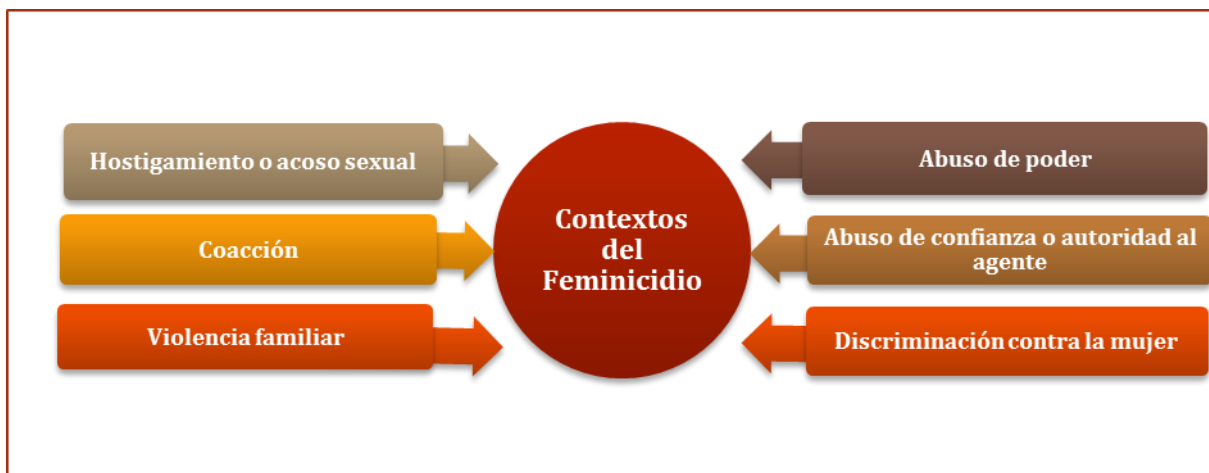 Hostigamiento o acoso sexual
Coacción
Violencia familiar
Contextos
del
Feminicidio
Abuso de poder
Abuso de confianza o autoridad al
agente
Discriminación contra la mujer